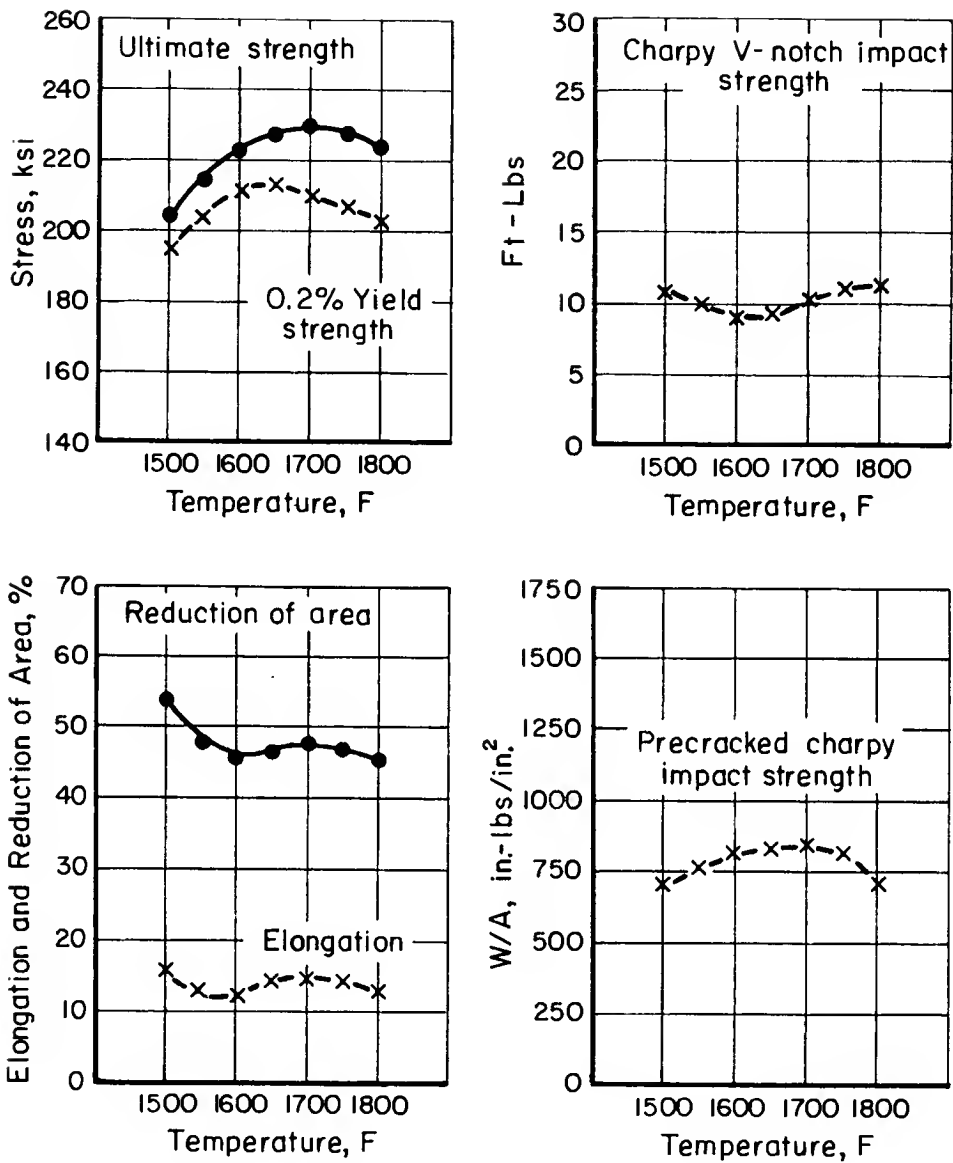 260
240
220
200
180
160
140
Stress, ksi
Ultimate strength
0.2% Yield
strength
1500 1600 1700 1800
Temperature, F
30
25
20
15
10
5
0
Ft-Lbs
Charpy V-notch impact
strength
1500 1600 1700 1800
Temperature, F
70
60
50
40
30
20
10
0
Elongation and Reduction of Area, %
Reduction of area
Elongation
1500 1600 1700 1800
Temperature, F
1750
1500
1250
1000
750
500
250
0
W/A, in.-lbs/in.²
Precracked charpy
impact strength
1500 1600 1700 1800
Temperature, F